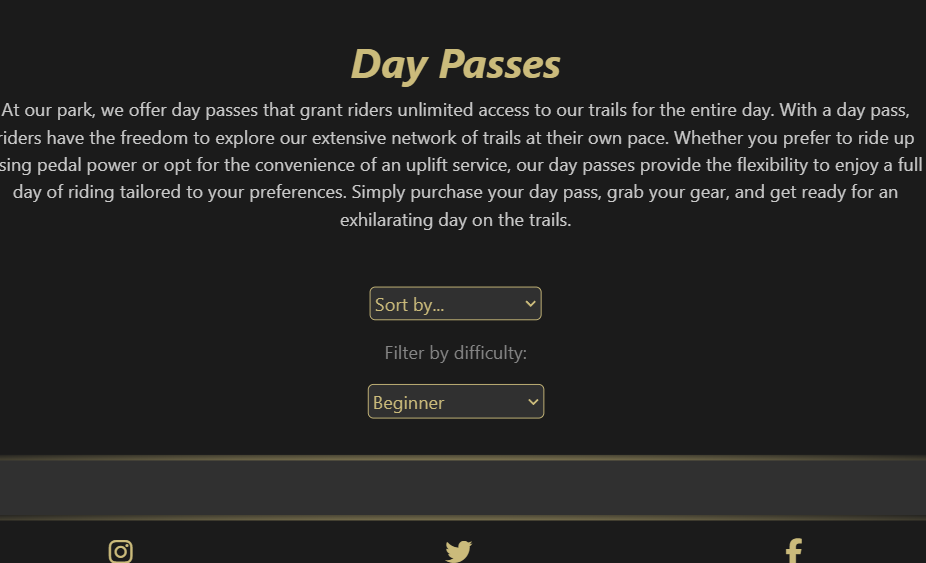 Day Passes
At our park, we offer day passes that grant riders unlimited access to our trails for the entire day. With a day pass,
riders have the freedom to explore our extensive network of trails at their own pace. Whether you prefer to ride up
sing pedal power or opt for the convenience of an uplift service, our day passes provide the flexibility to enjoy a full
day of riding tailored to your preferences. Simply purchase your day pass, grab your gear, and get ready for an
exhilarating day on the trails.
Sort by...
Filter by difficulty:
Beginner